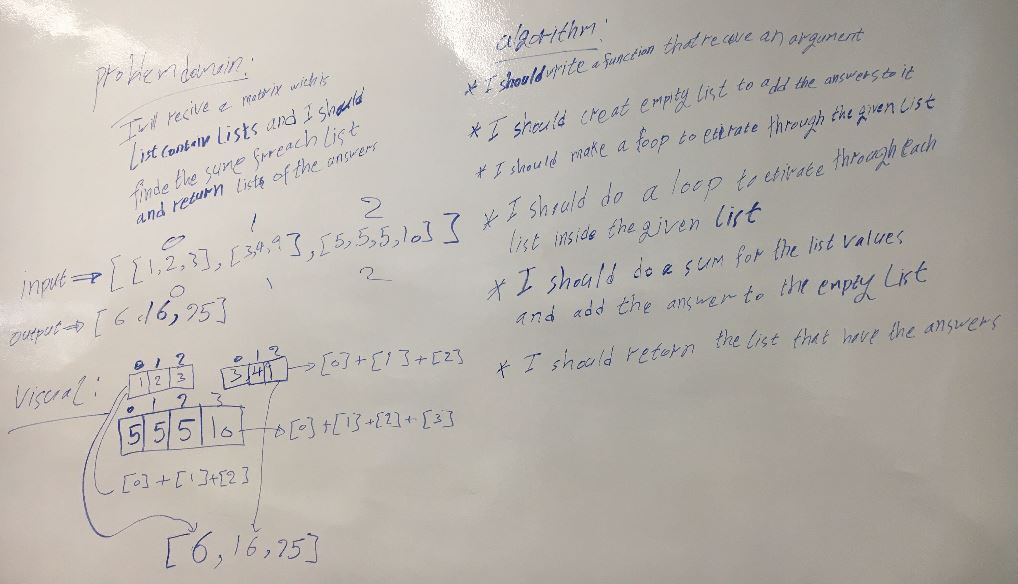 problem domain:
I will resive a matrix wich is
List contain Lists and I should
finde the sume forreach List
and return lists of the answers
0 1 2
input => [ [1,2,3], [3,4,9], [5,5,5,10] ]
0 1 2
output => [ 6,16,25]
Visual:
0 1 2
1 2 3
0 1 2
3 4 9 → [0]+[1]+[2]
0 1 2 3
5 5 5 10 → [0]+[1]+[2]+[3]
[0]+[1]+[2]
[6,16,25]
algorithm:
* I should write a function that receve an argument
* I should creat empty list to add the answers to it
* I should make a loop to etirate through the given List
* I should do a loop to etirate through each
list inside the given list
* I should do a sum for the list values
and add the answer to the empty List
* I should return the list that have the answers